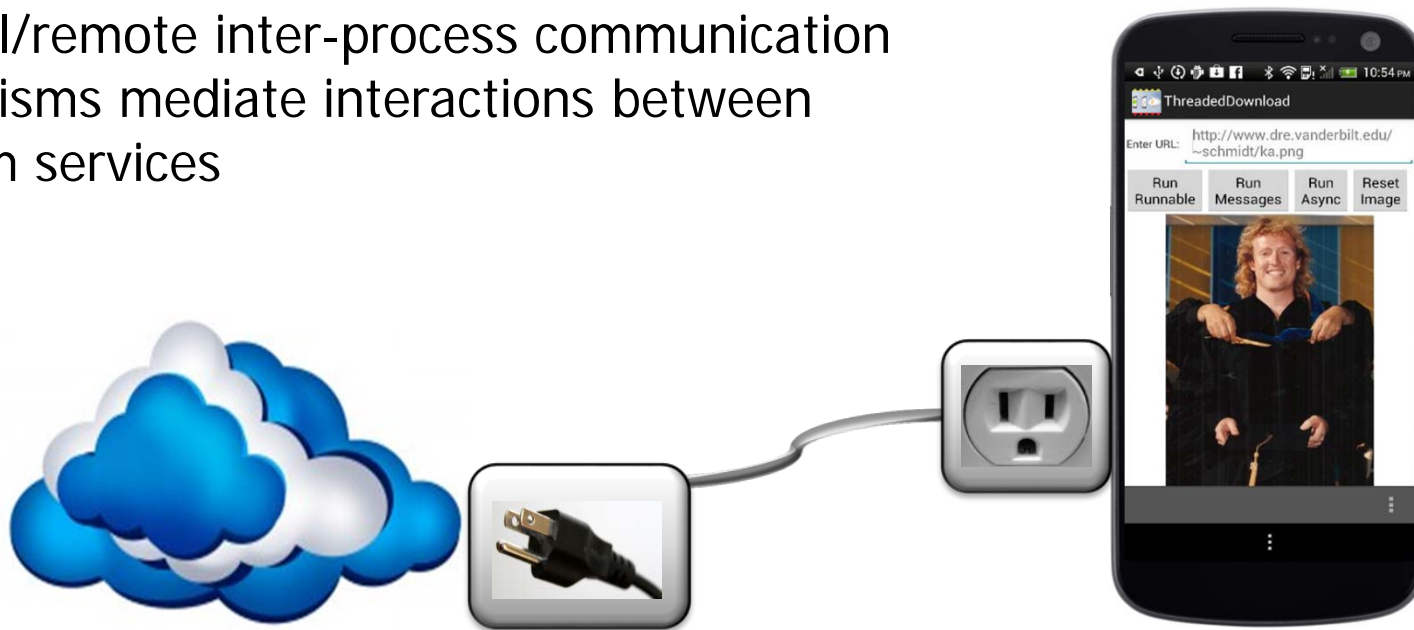 l/remote inter-process communication
isms mediate interactions between
n services
10:54 PM
ThreadedDownload
Enter URL:
http://www.dre.vanderbilt.edu/
~schmidt/ka.png
Run Runnable
Run Messages
Run Async
Reset Image